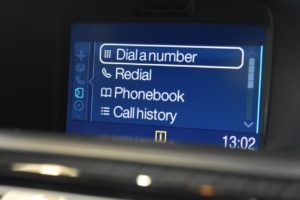 Dial a number
Redial
Phonebook
Call history
13:02